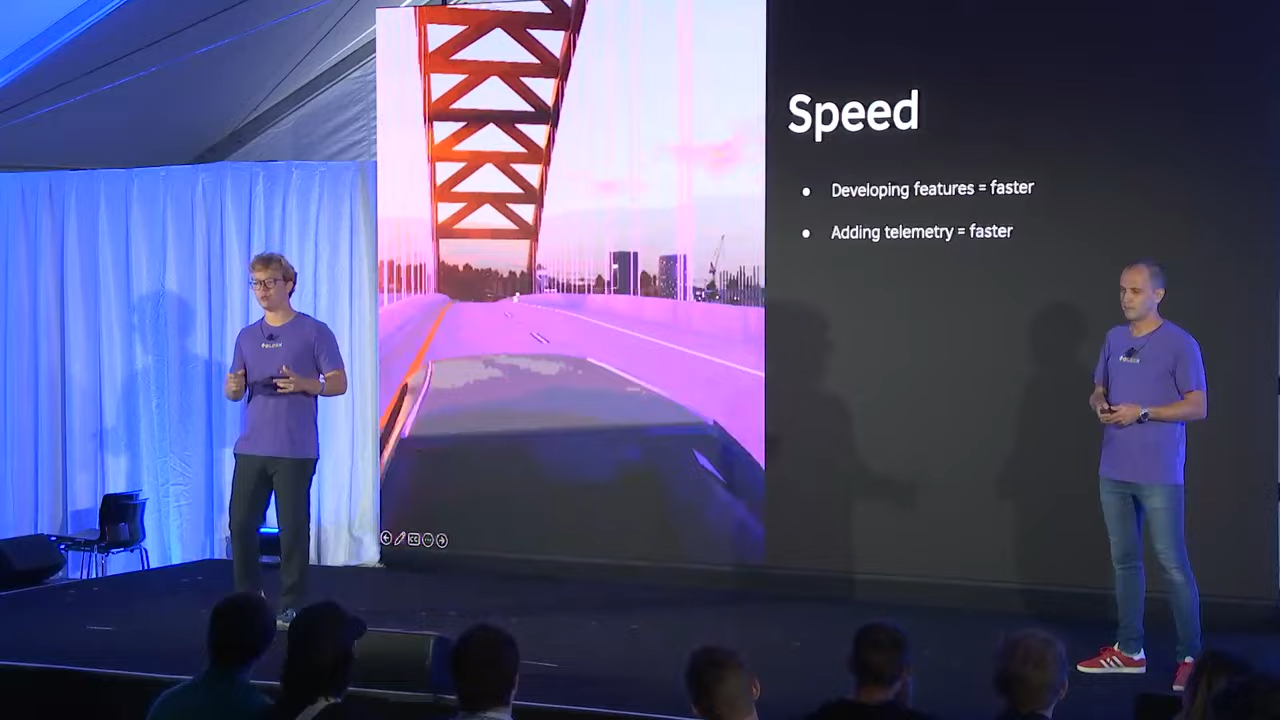 Speed
• Developing features = faster
• Adding telemetry = faster